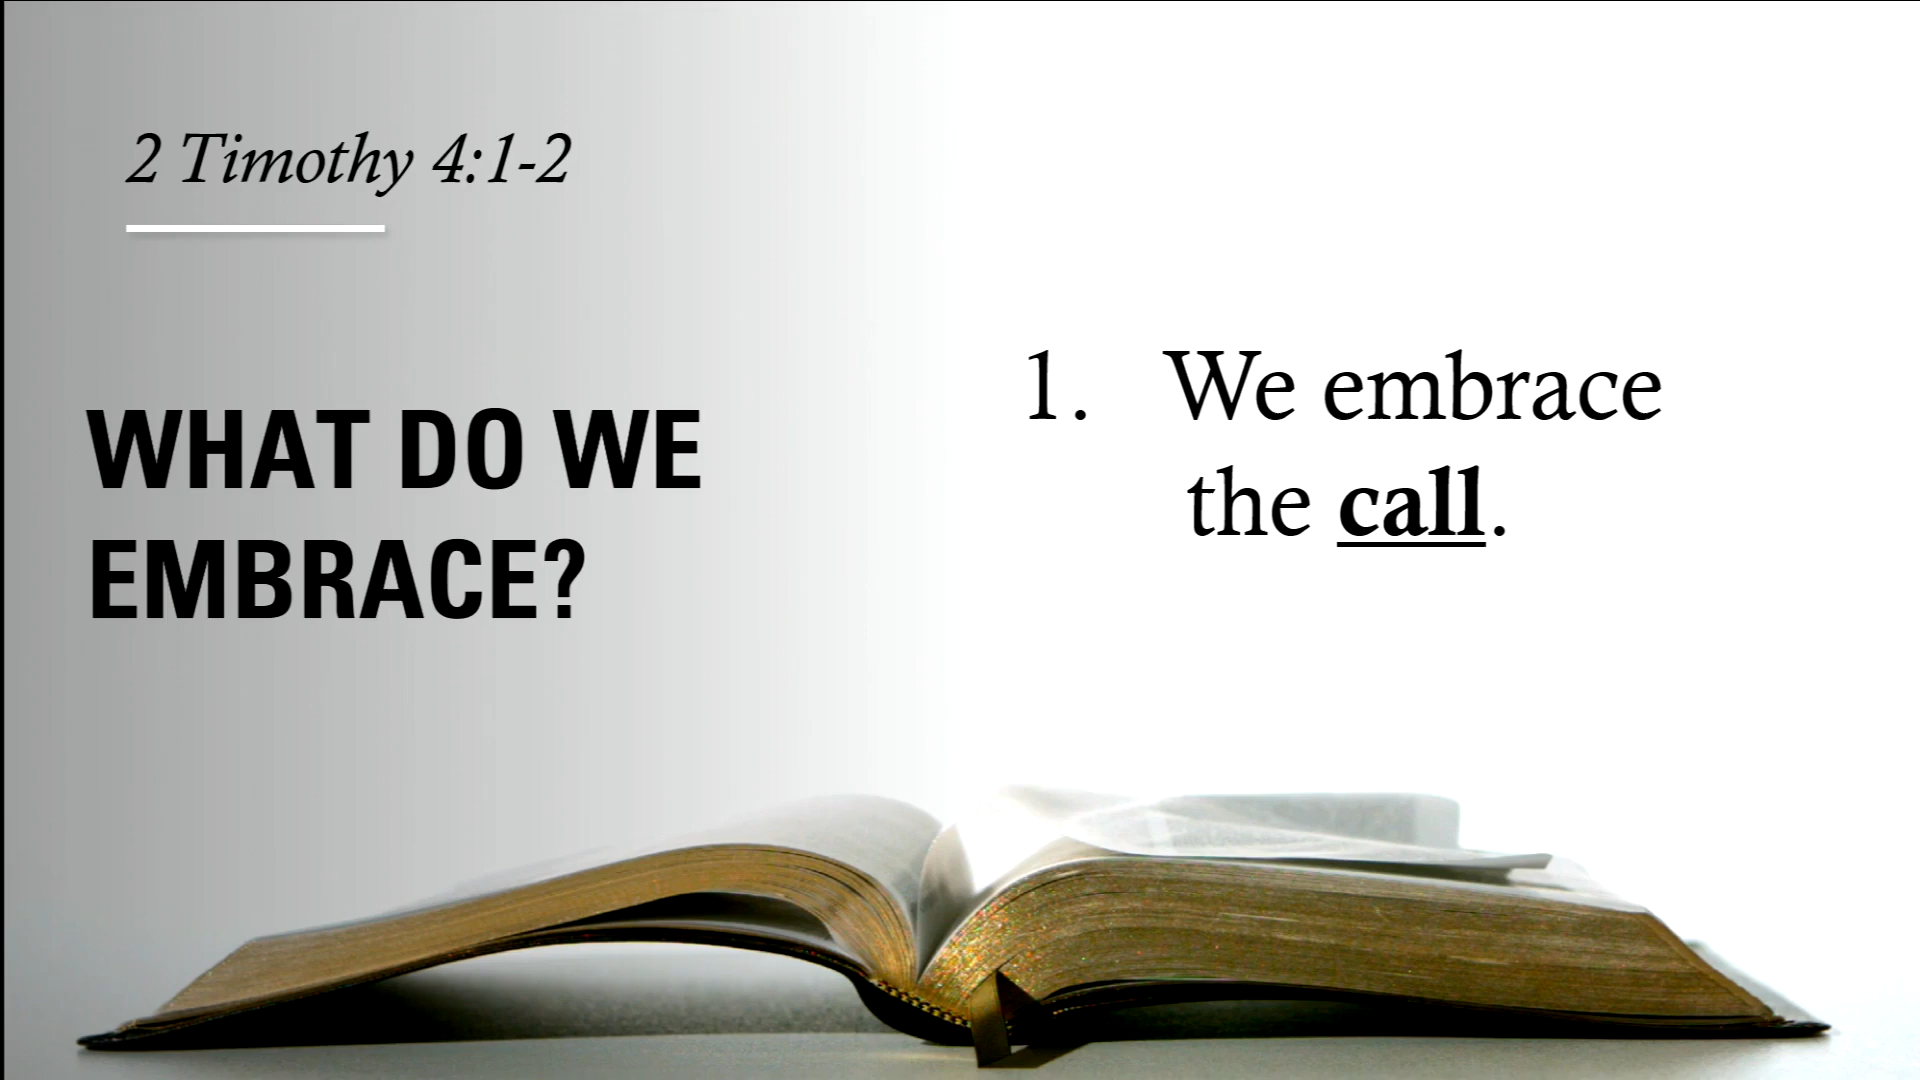 2 Timothy 4:1-2
WHAT DO WE
EMBRACE?
1. We embrace
the call.